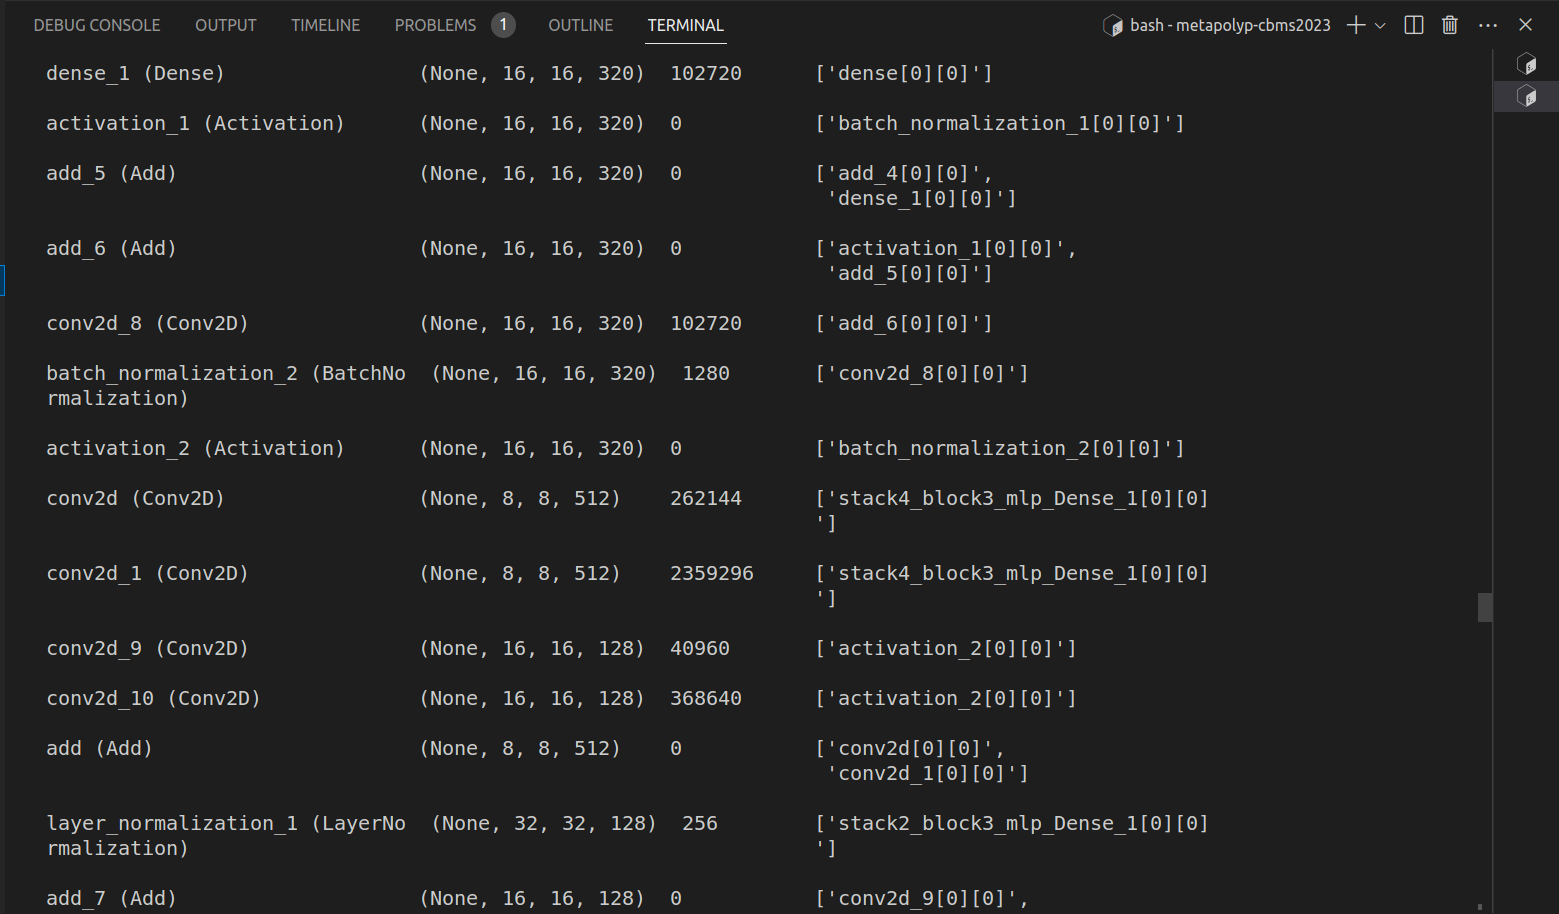 DEBUG CONSOLE OUTPUT TIMELINE PROBLEMS 1 OUTLINE TERMINAL bash - metapolyp-cbms2023
dense_1 (Dense) (None, 16, 16, 320) 102720 ['dense[0][0]']
activation_1 (Activation) (None, 16, 16, 320) 0 ['batch_normalization_1[0][0]']
add_5 (Add) (None, 16, 16, 320) 0 ['add_4[0][0]',
'dense_1[0][0]']
add_6 (Add) (None, 16, 16, 320) 0 ['activation_1[0][0]',
'add_5[0][0]']
conv2d_8 (Conv2D) (None, 16, 16, 320) 102720 ['add_6[0][0]']
batch_normalization_2 (BatchNo (None, 16, 16, 320) 1280 ['conv2d_8[0][0]']
rmalization)
activation_2 (Activation) (None, 16, 16, 320) 0 ['batch_normalization_2[0][0]']
conv2d (Conv2D) (None, 8, 8, 512) 262144 ['stack4_block3_mlp_Dense_1[0][0]
']
conv2d_1 (Conv2D) (None, 8, 8, 512) 2359296 ['stack4_block3_mlp_Dense_1[0][0]
']
conv2d_9 (Conv2D) (None, 16, 16, 128) 40960 ['activation_2[0][0]']
conv2d_10 (Conv2D) (None, 16, 16, 128) 368640 ['activation_2[0][0]']
add (Add) (None, 8, 8, 512) 0 ['conv2d[0][0]',
'conv2d_1[0][0]']
layer_normalization_1 (LayerNo (None, 32, 32, 128) 256 ['stack2_block3_mlp_Dense_1[0][0]
rmalization) ']
add_7 (Add) (None, 16, 16, 128) 0 ['conv2d_9[0][0]',